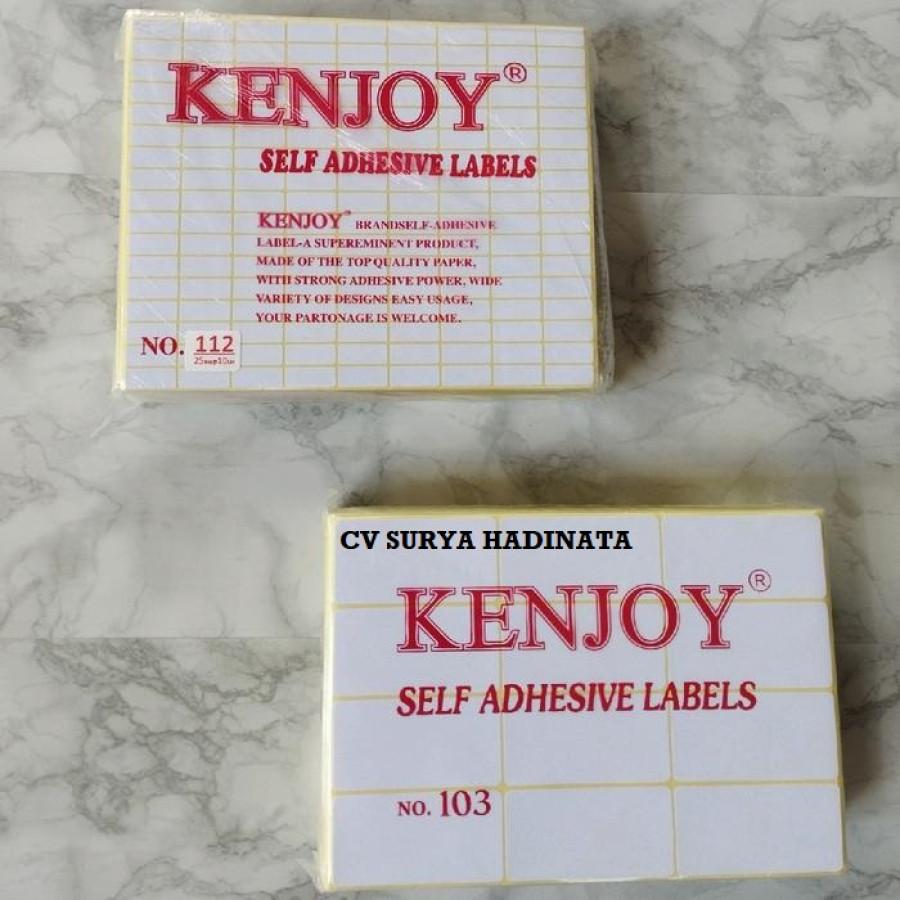 KENJOY®
SELF ADHESIVE LABELS
KENJOY™ BRANDSELF-ADHESIVE
LABEL-A SUPEREMINENT PRODUCT,
MADE OF THE TOP QUALITY PAPER,
WITH STRONG ADHESIVE POWER, WIDE
VARIETY OF DESIGNS EASY USAGE,
YOUR PARTONAGE IS WELCOME.
NO. 112
CV SURYA HADINATA
KENJOY®
SELF ADHESIVE LABELS
NO. 103